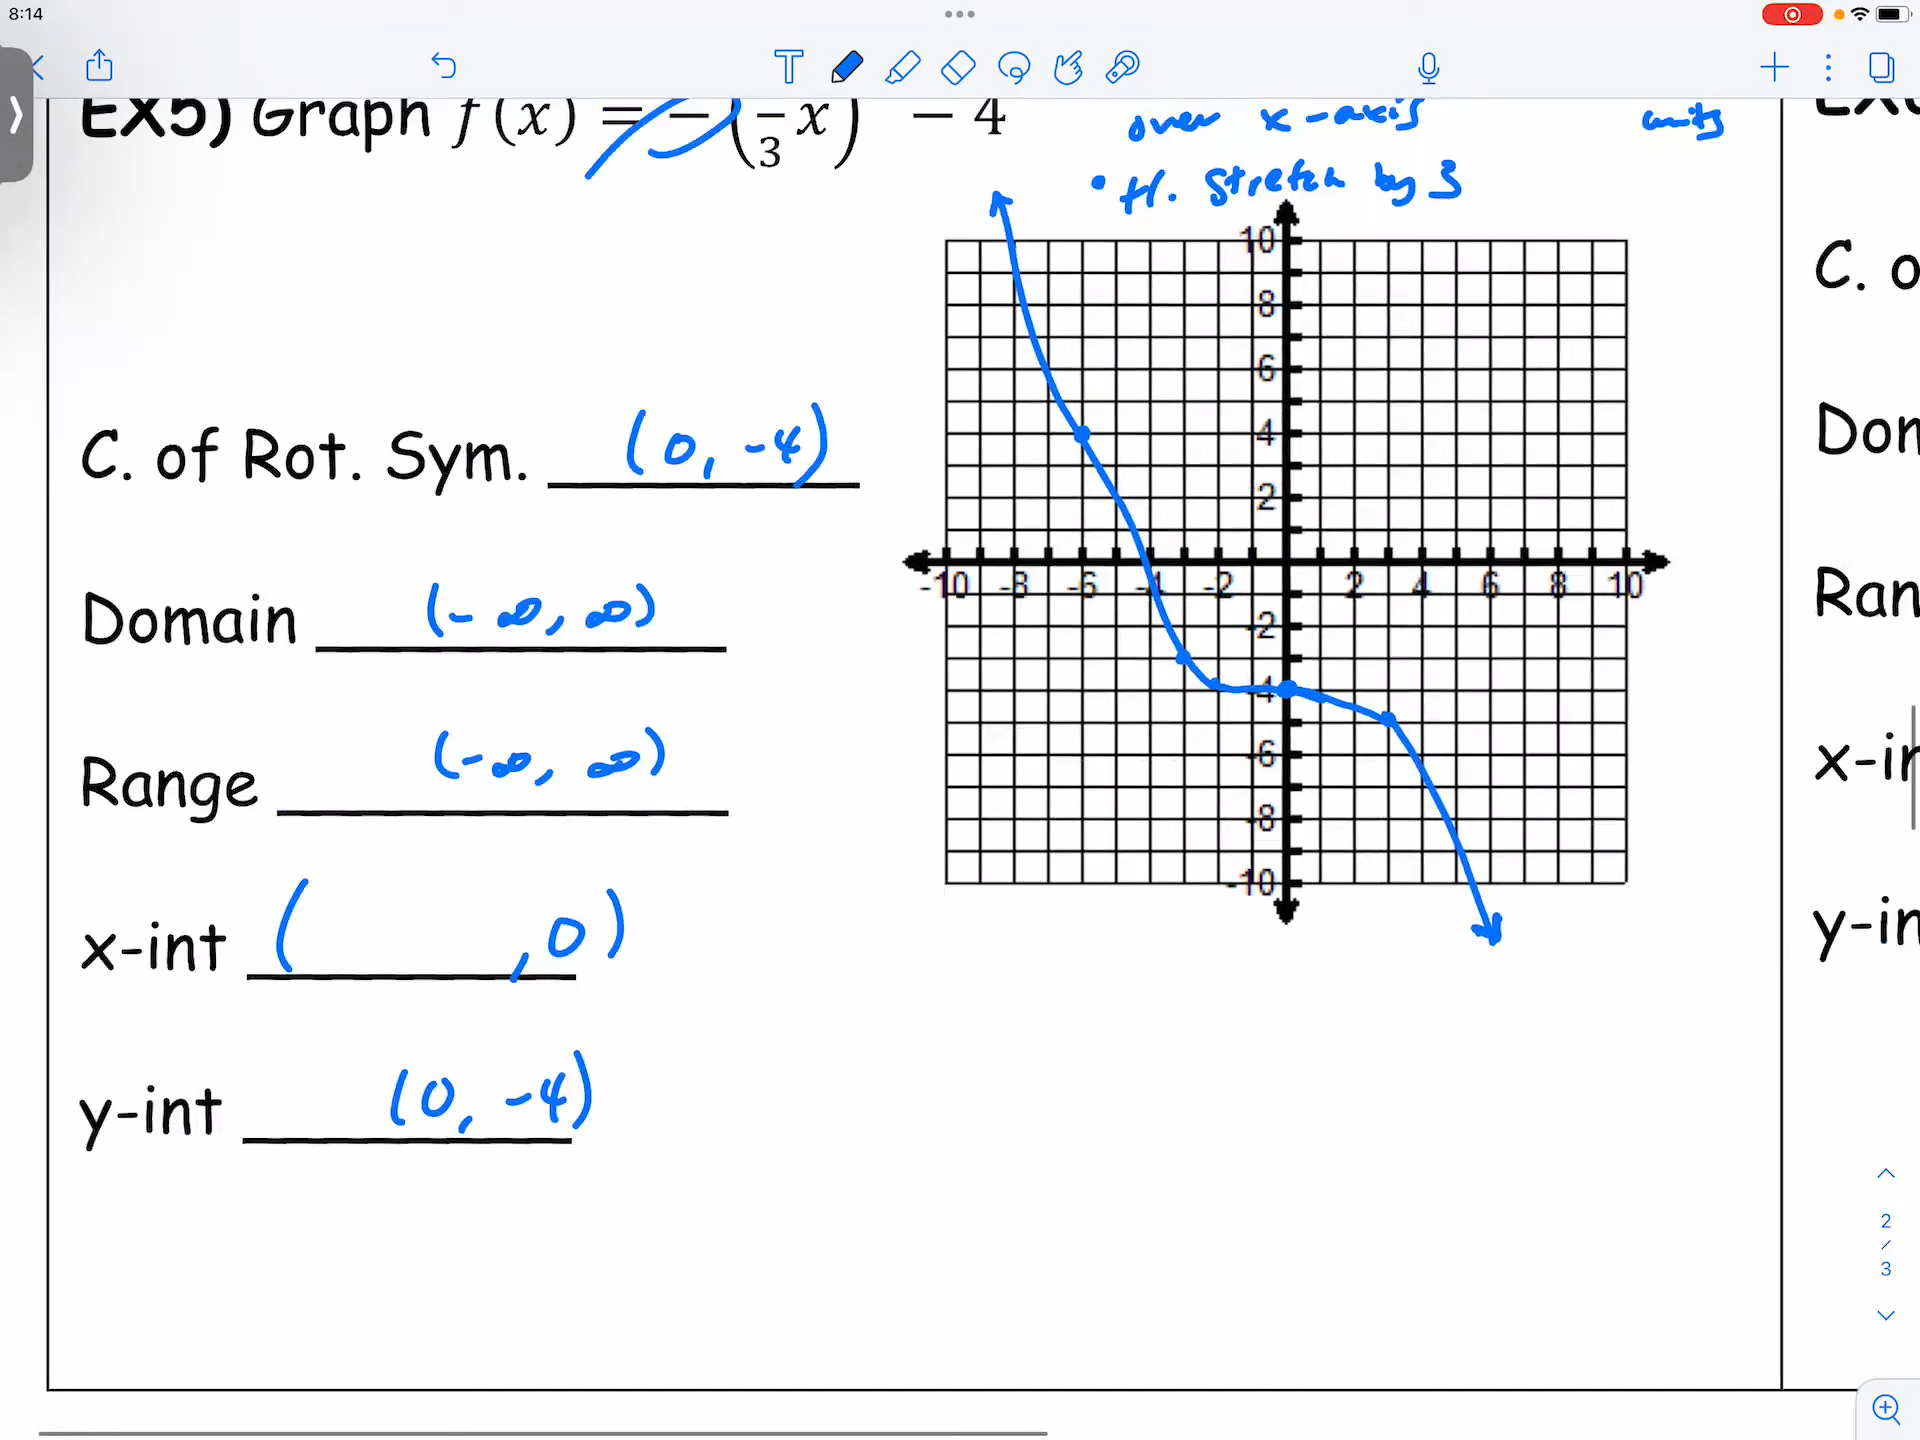 8:14
EX5) Graph f(x) = −(1/3 x) − 4
over x-axis
units
• H. Stretch by 3
C. of Rot. Sym. (0, -4)
Domain (-∞, ∞)
Range (-∞, ∞)
x-int ( , 0)
y-int (0, -4)
10
8
6
4
2
-10 -8 -6 -4 -2 2 4 6 8 10
-2
-4
-6
-8
-10
C. o
Dom
Ran
x-in
y-in
2
/
3